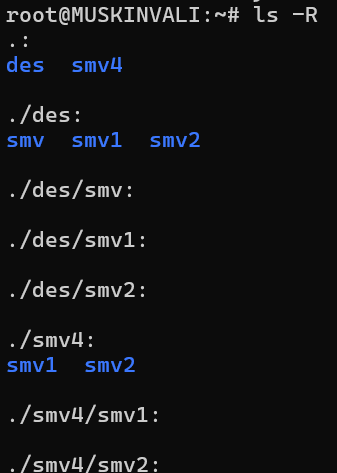 root@MUSKINVALI:~# ls -R
.:
des  smv4
./des:
smv  smv1  smv2
./des/smv:
./des/smv1:
./des/smv2:
./smv4:
smv1  smv2
./smv4/smv1:
./smv4/smv2: